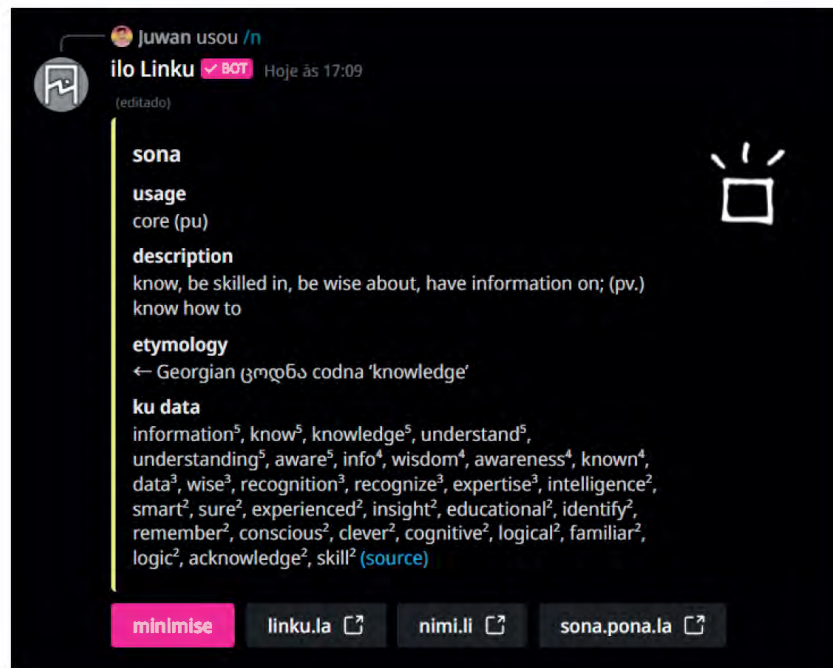 Juwan usou /n
ilo Linku ✓ BOT Hoje às 17:09
(editado)
sona
usage
core (pu)
description
know, be skilled in, be wise about, have information on; (pv.)
know how to
etymology
← Georgian ცოდნა codna ‘knowledge’
ku data
information⁵, know⁵, knowledge⁵, understand⁵,
understanding⁵, aware⁵, info⁴, wisdom⁴, awareness⁴, known⁴,
data³, wise³, recognition³, recognize³, expertise³, intelligence²,
smart², sure², experienced², insight², educational², identify²,
remember², conscious², clever², cognitive², logical², familiar²,
logic², acknowledge², skill² (source)
minimise linku.la nimi.li sona.pona.la